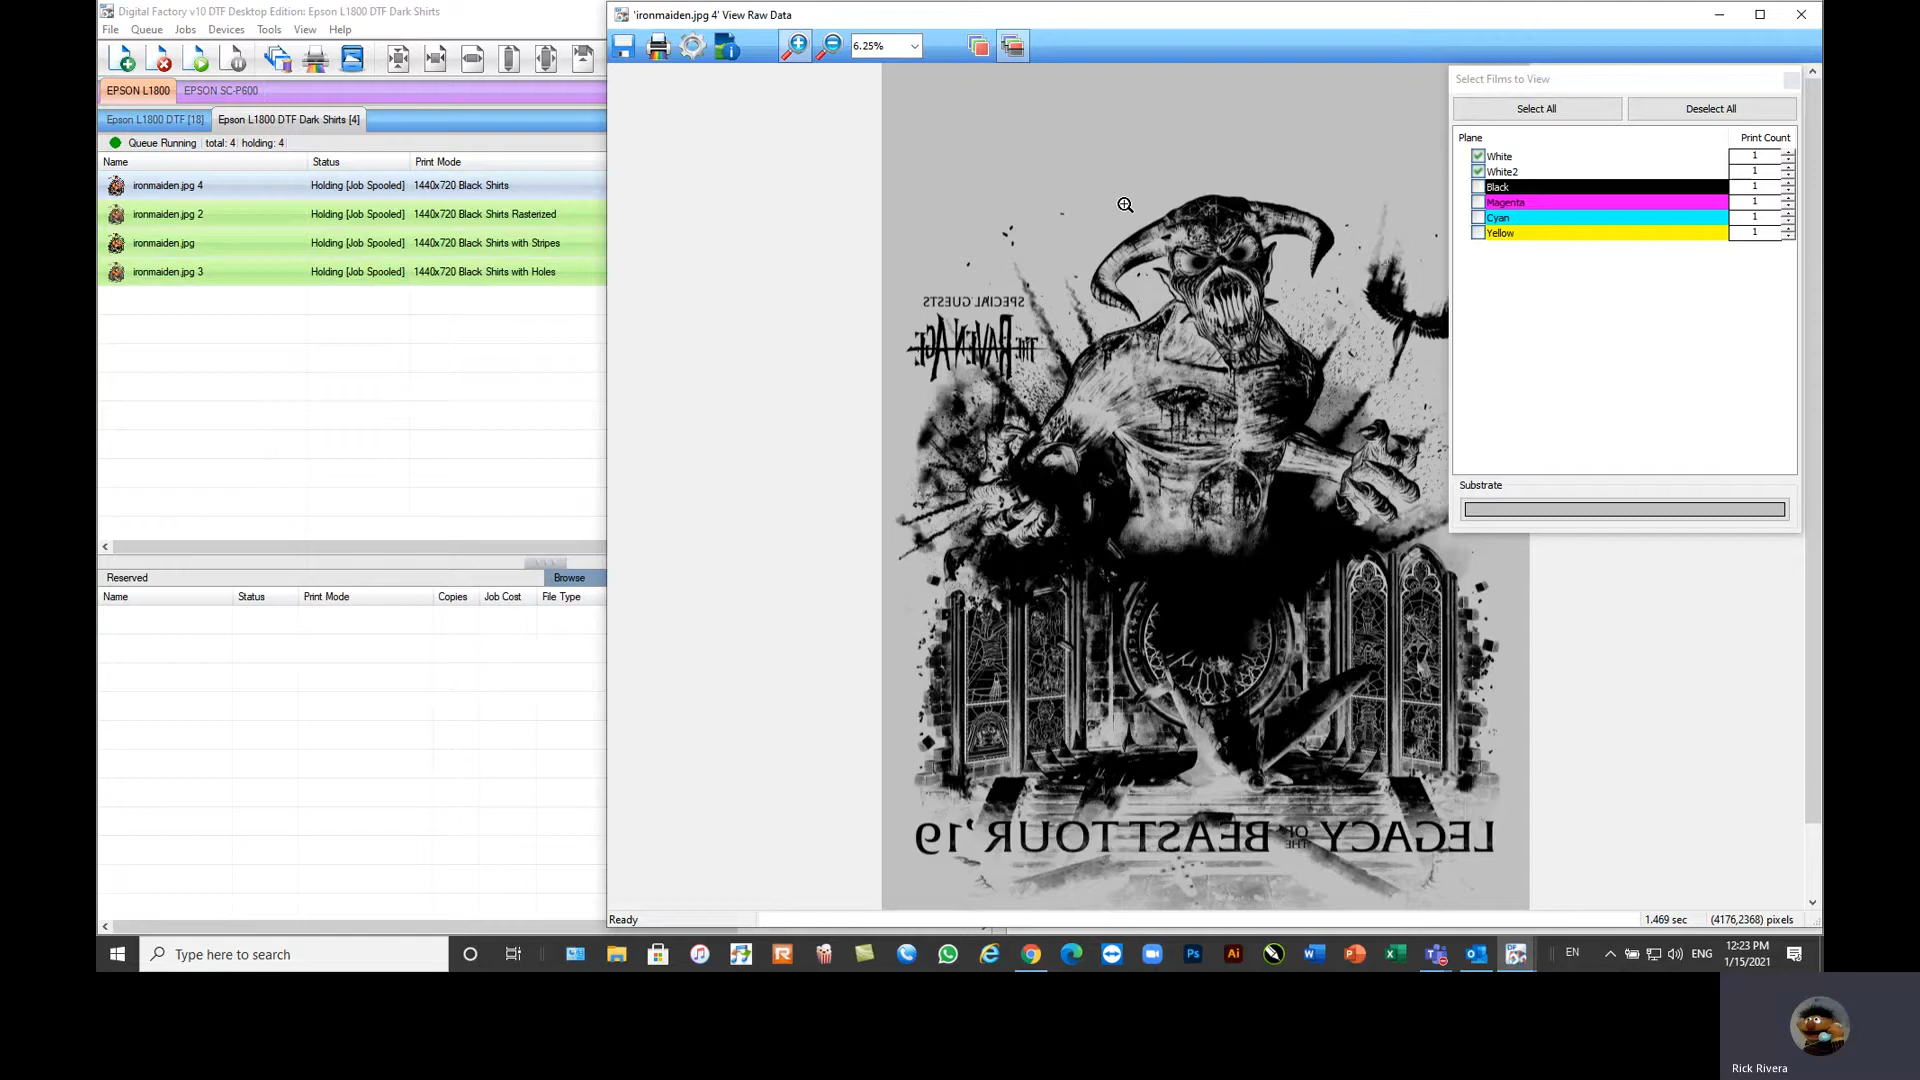 Digital Factory v10 DTF Desktop Edition: Epson L1800 DTF Dark Shirts
File Queue Jobs Devices Tools View Help
EPSON L1800 EPSON SC-P600
Epson L1800 DTF [18] Epson L1800 DTF Dark Shirts [4]
Queue Running total: 4 holding: 4
Name Status Print Mode
ironmaiden.jpg 4 Holding [Job Spooled] 1440x720 Black Shirts
ironmaiden.jpg 2 Holding [Job Spooled] 1440x720 Black Shirts Rasterized
ironmaiden.jpg Holding [Job Spooled] 1440x720 Black Shirts with Stripes
ironmaiden.jpg 3 Holding [Job Spooled] 1440x720 Black Shirts with Holes
Reserved Browse
Name Status Print Mode Copies Job Cost File Type
'ironmaiden.jpg 4' View Raw Data
6.25%
SPECIAL GUESTS
THE RAVEN AGE
LEGACY OF THE BEAST TOUR '19
Select Films to View
Select All Deselect All
Plane Print Count
White 1
White2 1
Black 1
Magenta 1
Cyan 1
Yellow 1
Substrate
Ready 1.469 sec (4176,2368) pixels
Type here to search
EN ENG 12:23 PM
1/15/2021
Rick Rivera